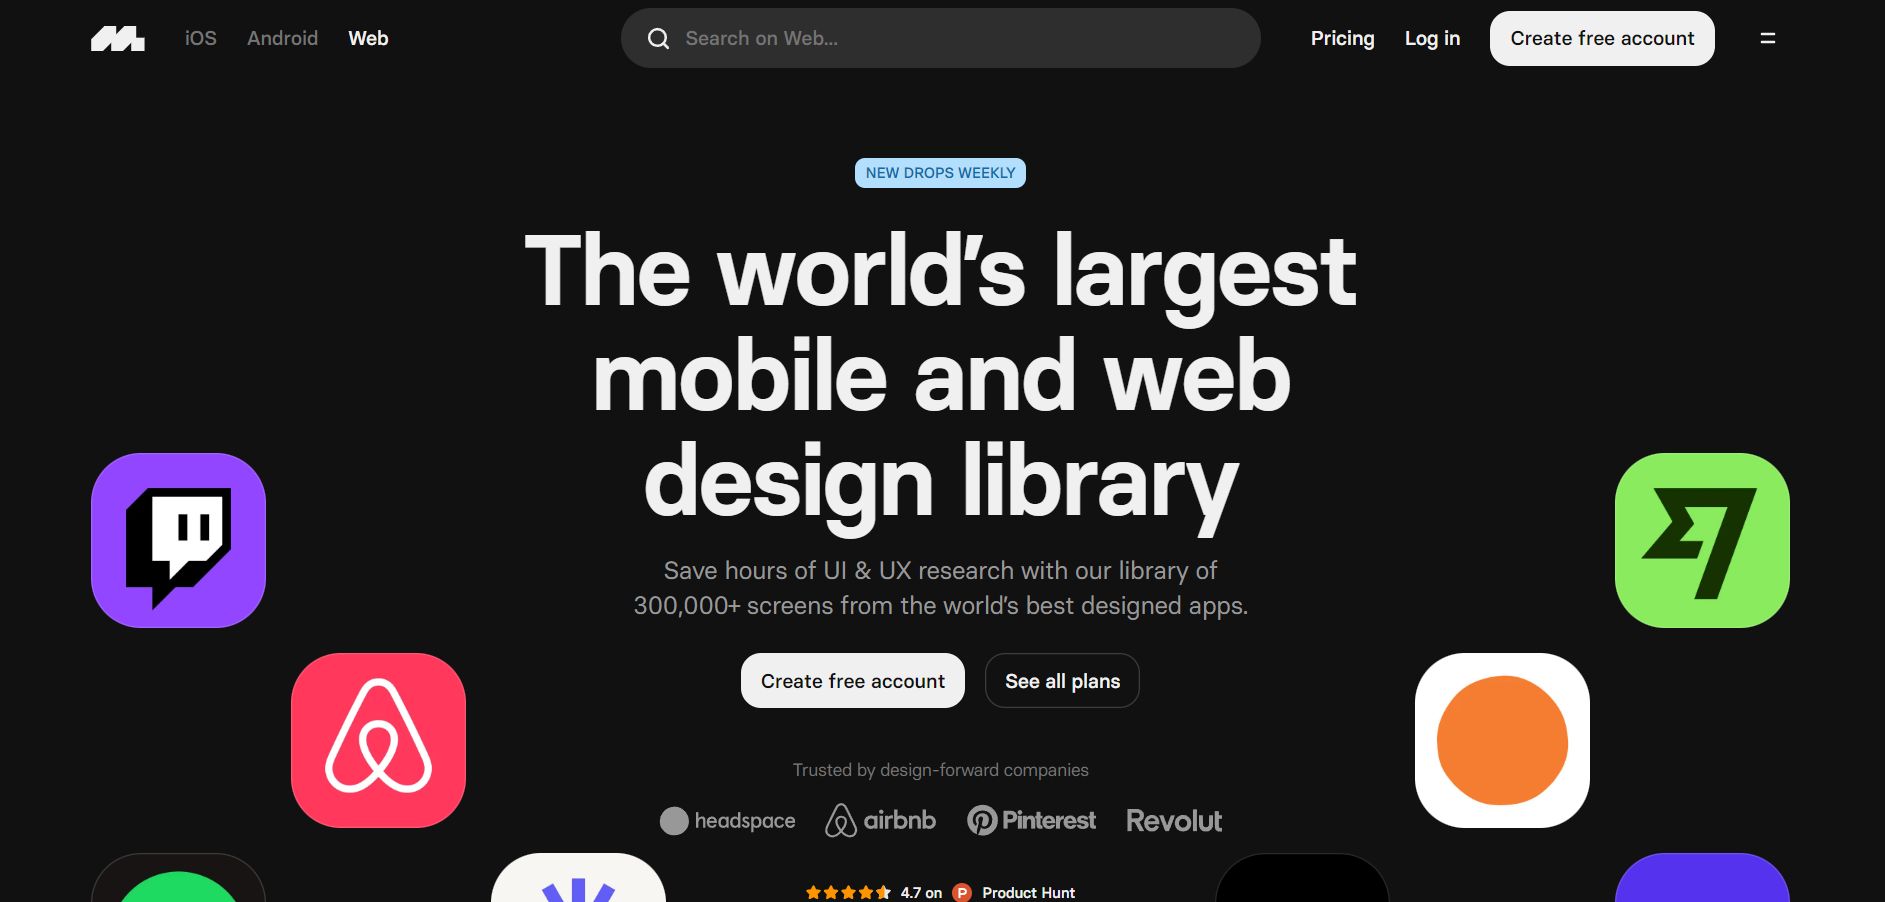 iOS Android Web
Search on Web...
Pricing Log in Create free account
NEW DROPS WEEKLY
The world’s largest
mobile and web
design library
Save hours of UI & UX research with our library of
300,000+ screens from the world’s best designed apps.
Create free account See all plans
Trusted by design-forward companies
headspace airbnb Pinterest Revolut
4.7 on P Product Hunt